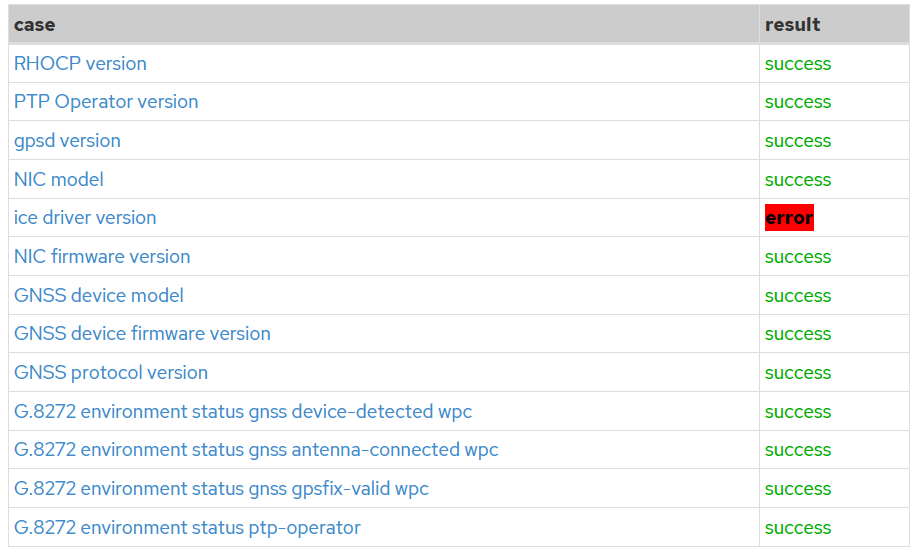 case result
RHOCP version success
PTP Operator version success
gpsd version success
NIC model success
ice driver version error
NIC firmware version success
GNSS device model success
GNSS device firmware version success
GNSS protocol version success
G.8272 environment status gnss device-detected wpc success
G.8272 environment status gnss antenna-connected wpc success
G.8272 environment status gnss gpsfix-valid wpc success
G.8272 environment status ptp-operator success